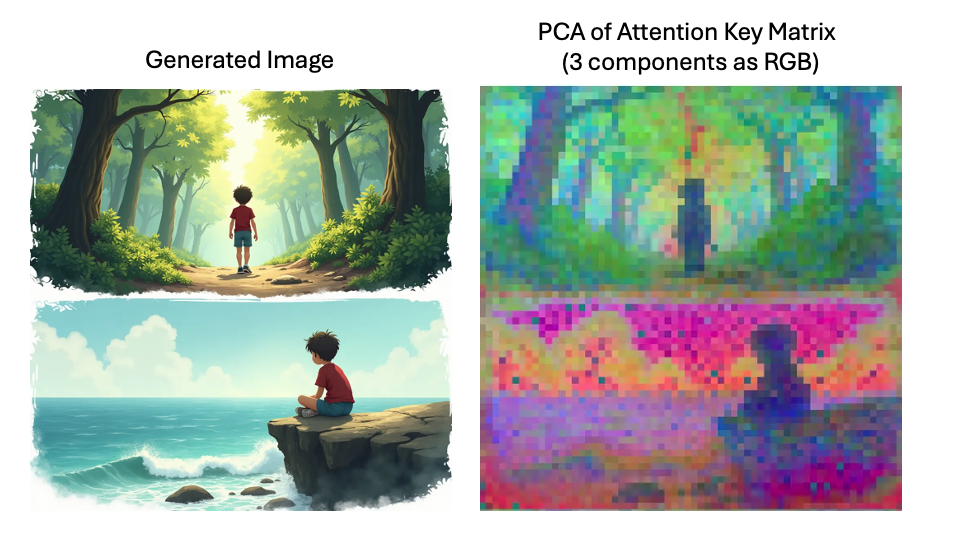 Generated Image
PCA of Attention Key Matrix
(3 components as RGB)